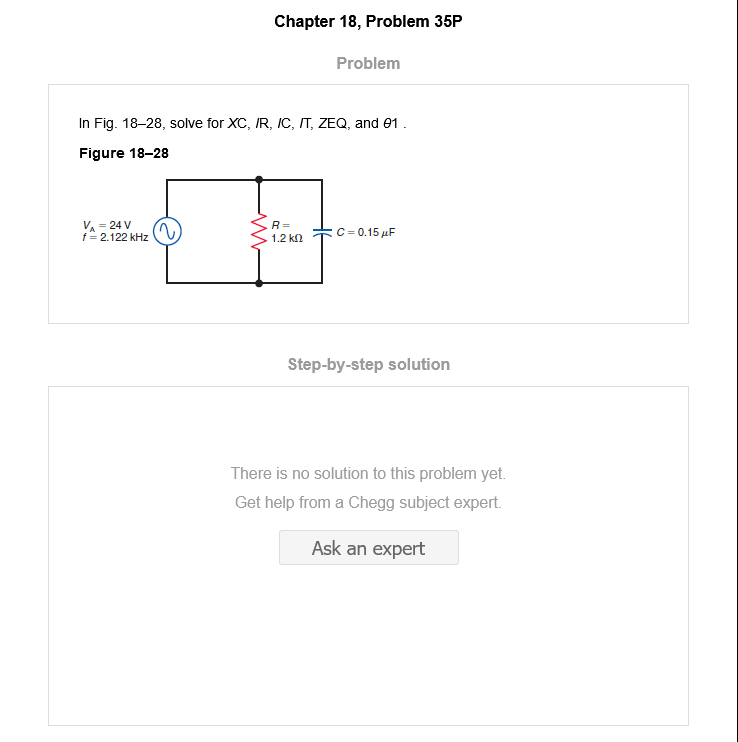 Chapter 18, Problem 35P
Problem
In Fig. 18–28, solve for XC, IR, IC, IT, ZEQ, and θ1 .
Figure 18–28
VA = 24 V
f = 2.122 kHz
R =
1.2 kΩ
C = 0.15 μF
Step-by-step solution
There is no solution to this problem yet.
Get help from a Chegg subject expert.
Ask an expert